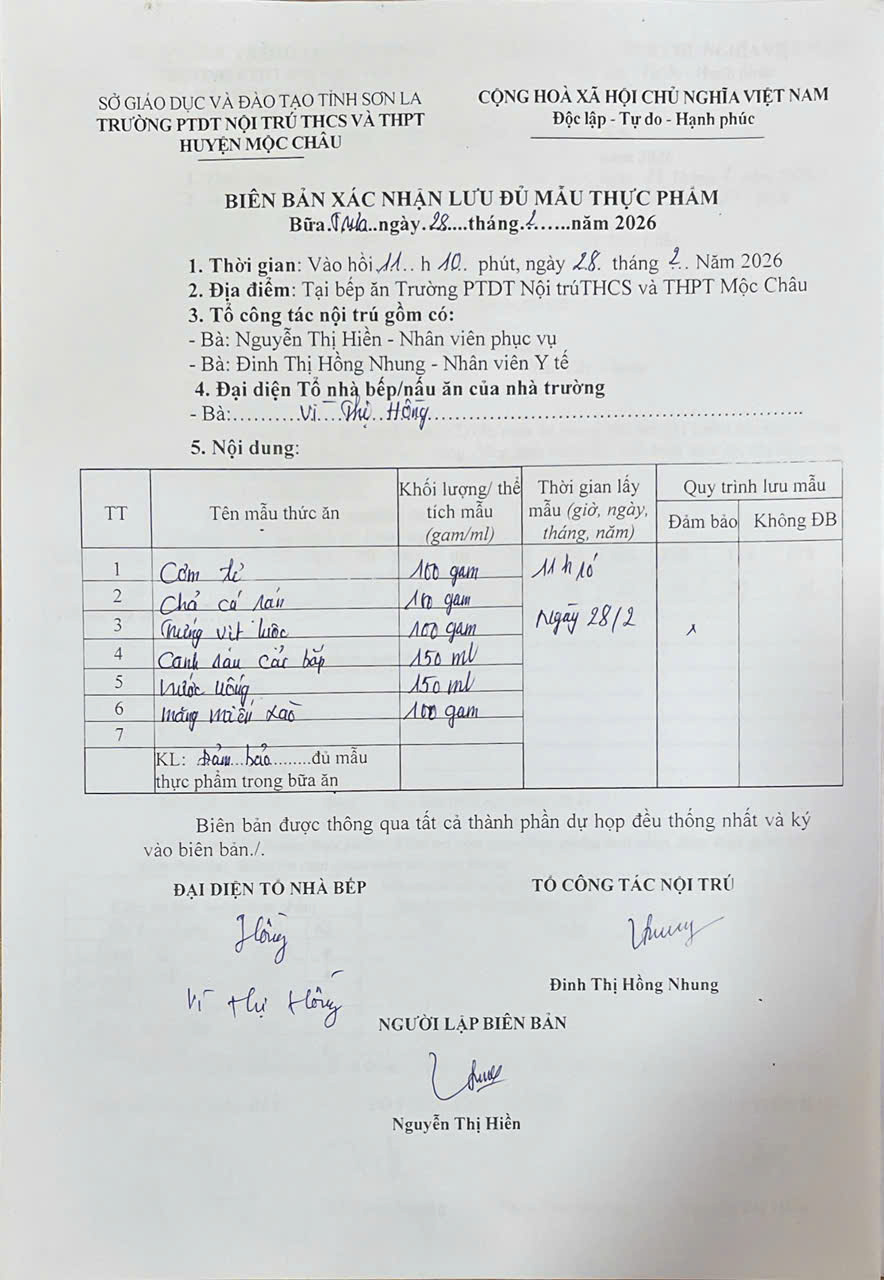 SỞ GIÁO DỤC VÀ ĐÀO TẠO TỈNH SƠN LA
TRƯỜNG PTDT NỘI TRÚ THCS VÀ THPT
HUYỆN MỘC CHÂU
CỘNG HOÀ XÃ HỘI CHỦ NGHĨA VIỆT NAM
Độc lập - Tự do - Hạnh phúc
BIÊN BẢN XÁC NHẬN LƯU ĐỦ MẪU THỰC PHẨM
Bữa.Trưa..ngày.28....tháng.2......năm 2026
1. Thời gian: Vào hồi 11.. h 10.. phút, ngày 28. tháng 2.. Năm 2026
2. Địa điểm: Tại bếp ăn Trường PTDT Nội trúTHCS và THPT Mộc Châu
3. Tổ công tác nội trú gồm có:
- Bà: Nguyễn Thị Hiền - Nhân viên phục vụ
- Bà: Đinh Thị Hồng Nhung - Nhân viên Y tế
4. Đại diện Tổ nhà bếp/nấu ăn của nhà trường
- Bà:..........Vì Thị Hồng..........
5. Nội dung:
TT Tên mẫu thức ăn Khối lượng/ thể tích mẫu (gam/ml) Thời gian lấy mẫu (giờ, ngày, tháng, năm) Quy trình lưu mẫu
Đảm bảo Không ĐB
1 Cơm tẻ 100 gam 11 h 10
2 Chả cá rán 100 gam
3 Trứng vịt luộc 100 gam Ngày 28/2 x
4 Canh rau cải bắp 150 ml
5 Nước uống 150 ml
6 Măng miến xào 100 gam
7
KL: Đảm...bảo.........đủ mẫu
thực phẩm trong bữa ăn
Biên bản được thông qua tất cả thành phần dự họp đều thống nhất và ký
vào biên bản./.
ĐẠI DIỆN TỔ NHÀ BẾP
TỔ CÔNG TÁC NỘI TRÚ
Hồng
Nhung
Vì Thị Hồng
Đinh Thị Hồng Nhung
NGƯỜI LẬP BIÊN BẢN
Nguyễn Thị Hiền